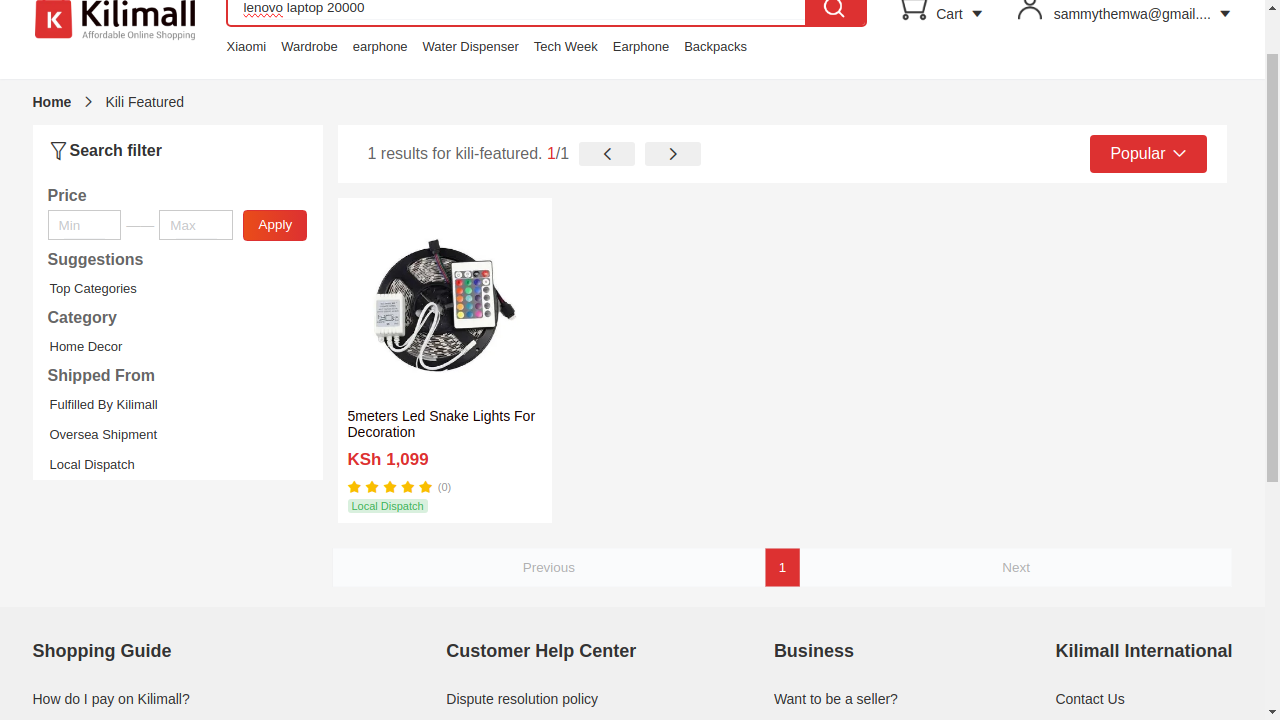 Kilimall
Affordable Online Shopping
lenovo laptop 20000
Cart
sammythemwa@gmail....
Xiaomi Wardrobe earphone Water Dispenser Tech Week Earphone Backpacks
Home Kili Featured
Search filter
Price
Min Max Apply
Suggestions
Top Categories
Category
Home Decor
Shipped From
Fulfilled By Kilimall
Oversea Shipment
Local Dispatch
1 results for kili-featured. 1/1
Popular
5meters Led Snake Lights For
Decoration
KSh 1,099
(0)
Local Dispatch
Previous 1 Next
Shopping Guide Customer Help Center Business Kilimall International
How do I pay on Kilimall? Dispute resolution policy Want to be a seller? Contact Us